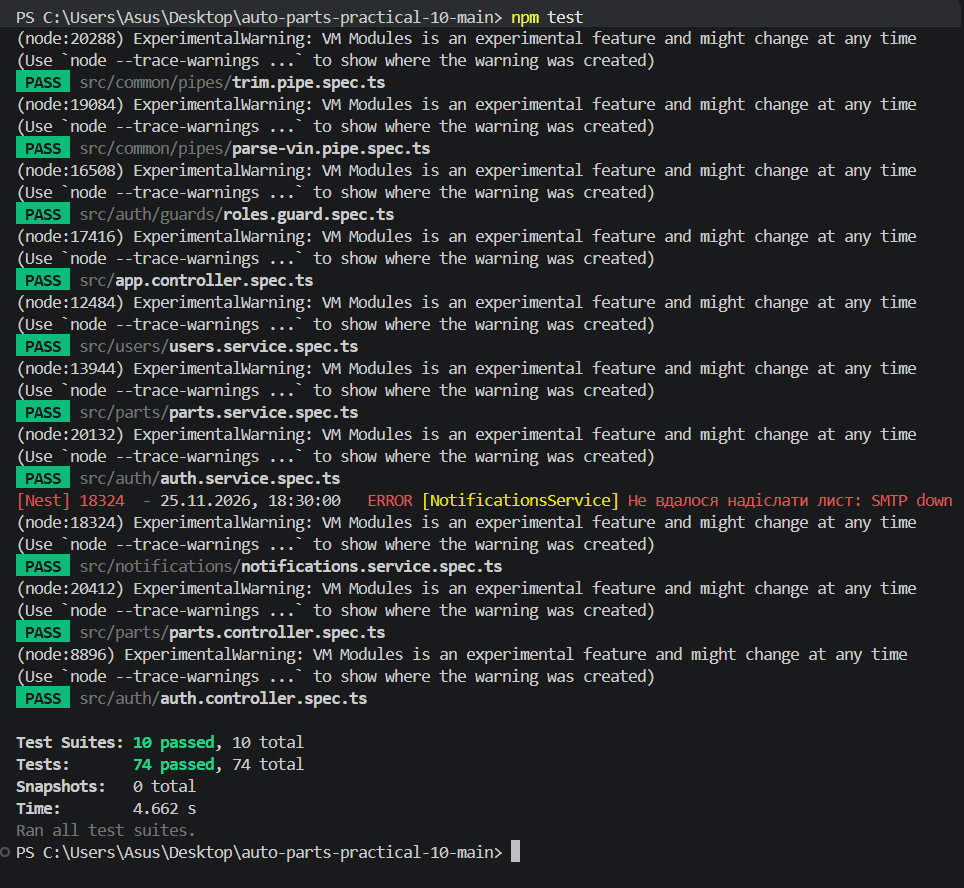 PS C:\Users\Asus\Desktop\auto-parts-practical-10-main> npm test
(node:20288) ExperimentalWarning: VM Modules is an experimental feature and might change at any time
(Use `node --trace-warnings ...` to show where the warning was created)
PASS src/common/pipes/trim.pipe.spec.ts
(node:19084) ExperimentalWarning: VM Modules is an experimental feature and might change at any time
(Use `node --trace-warnings ...` to show where the warning was created)
PASS src/common/pipes/parse-vin.pipe.spec.ts
(node:16508) ExperimentalWarning: VM Modules is an experimental feature and might change at any time
(Use `node --trace-warnings ...` to show where the warning was created)
PASS src/auth/guards/roles.guard.spec.ts
(node:17416) ExperimentalWarning: VM Modules is an experimental feature and might change at any time
(Use `node --trace-warnings ...` to show where the warning was created)
PASS src/app.controller.spec.ts
(node:12484) ExperimentalWarning: VM Modules is an experimental feature and might change at any time
(Use `node --trace-warnings ...` to show where the warning was created)
PASS src/users/users.service.spec.ts
(node:13944) ExperimentalWarning: VM Modules is an experimental feature and might change at any time
(Use `node --trace-warnings ...` to show where the warning was created)
PASS src/parts/parts.service.spec.ts
(node:20132) ExperimentalWarning: VM Modules is an experimental feature and might change at any time
(Use `node --trace-warnings ...` to show where the warning was created)
PASS src/auth/auth.service.spec.ts
[Nest] 18324 - 25.11.2026, 18:30:00 ERROR [NotificationsService] Не вдалося надіслати лист: SMTP down
(node:18324) ExperimentalWarning: VM Modules is an experimental feature and might change at any time
(Use `node --trace-warnings ...` to show where the warning was created)
PASS src/notifications/notifications.service.spec.ts
(node:20412) ExperimentalWarning: VM Modules is an experimental feature and might change at any time
(Use `node --trace-warnings ...` to show where the warning was created)
PASS src/parts/parts.controller.spec.ts
(node:8896) ExperimentalWarning: VM Modules is an experimental feature and might change at any time
(Use `node --trace-warnings ...` to show where the warning was created)
PASS src/auth/auth.controller.spec.ts
Test Suites: 10 passed, 10 total
Tests: 74 passed, 74 total
Snapshots: 0 total
Time: 4.662 s
Ran all test suites.
PS C:\Users\Asus\Desktop\auto-parts-practical-10-main>